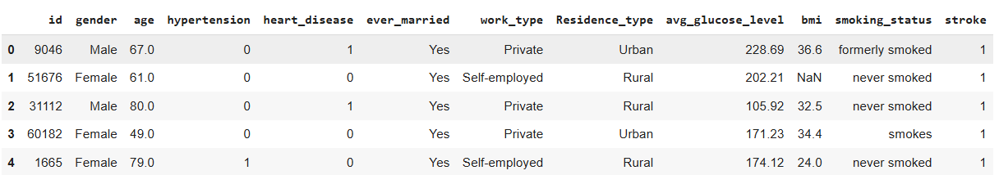 id gender age hypertension heart_disease ever_married work_type Residence_type avg_glucose_level bmi smoking_status stroke
0 9046 Male 67.0 0 1 Yes Private Urban 228.69 36.6 formerly smoked 1
1 51676 Female 61.0 0 0 Yes Self-employed Rural 202.21 NaN never smoked 1
2 31112 Male 80.0 0 1 Yes Private Rural 105.92 32.5 never smoked 1
3 60182 Female 49.0 0 0 Yes Private Urban 171.23 34.4 smokes 1
4 1665 Female 79.0 1 0 Yes Self-employed Rural 174.12 24.0 never smoked 1